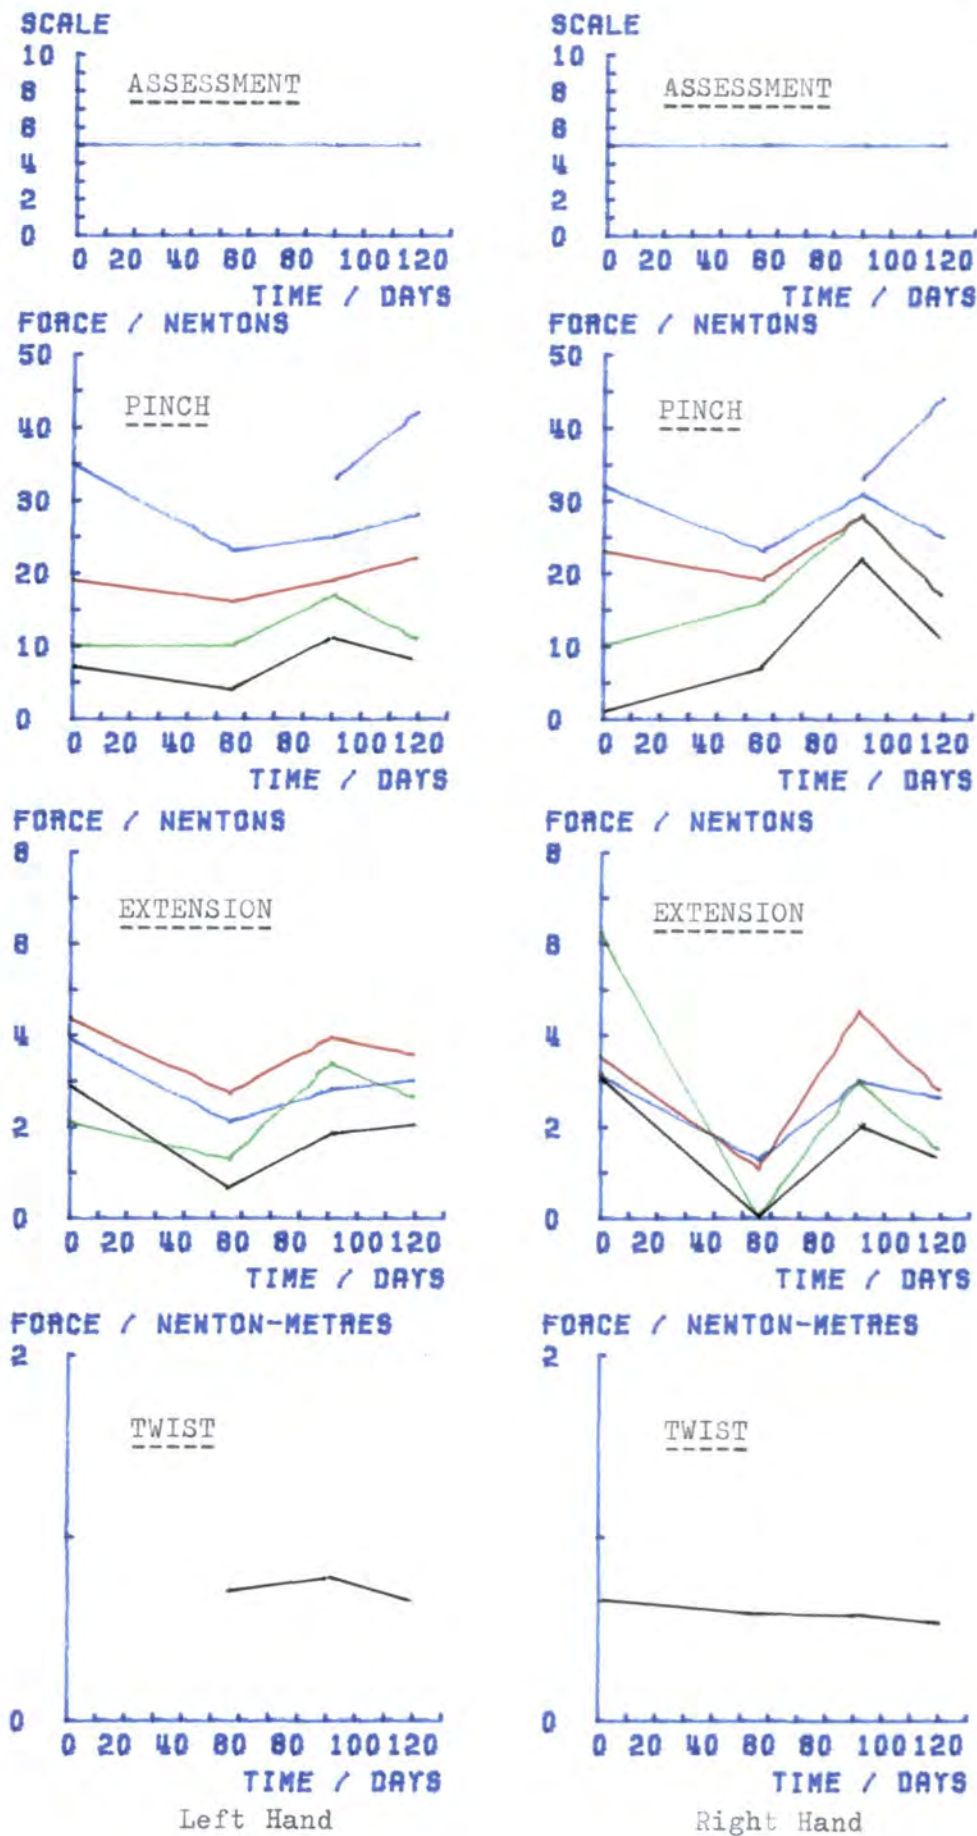 SCALE
10
8
6
4
2
0
ASSESSMENT
0 20 40 60 80 100 120
TIME / DAYS
SCALE
10
8
6
4
2
0
ASSESSMENT
0 20 40 60 80 100 120
TIME / DAYS
FORCE / NEWTONS
50
40
30
20
10
0
PINCH
0 20 40 60 80 100 120
TIME / DAYS
FORCE / NEWTONS
50
40
30
20
10
0
PINCH
0 20 40 60 80 100 120
TIME / DAYS
FORCE / NEWTONS
8
6
4
2
0
EXTENSION
0 20 40 60 80 100 120
TIME / DAYS
FORCE / NEWTONS
8
6
4
2
0
EXTENSION
0 20 40 60 80 100 120
TIME / DAYS
FORCE / NEWTON-METRES
2
0
TWIST
0 20 40 60 80 100 120
TIME / DAYS
Left Hand
FORCE / NEWTON-METRES
2
0
TWIST
0 20 40 60 80 100 120
TIME / DAYS
Right Hand